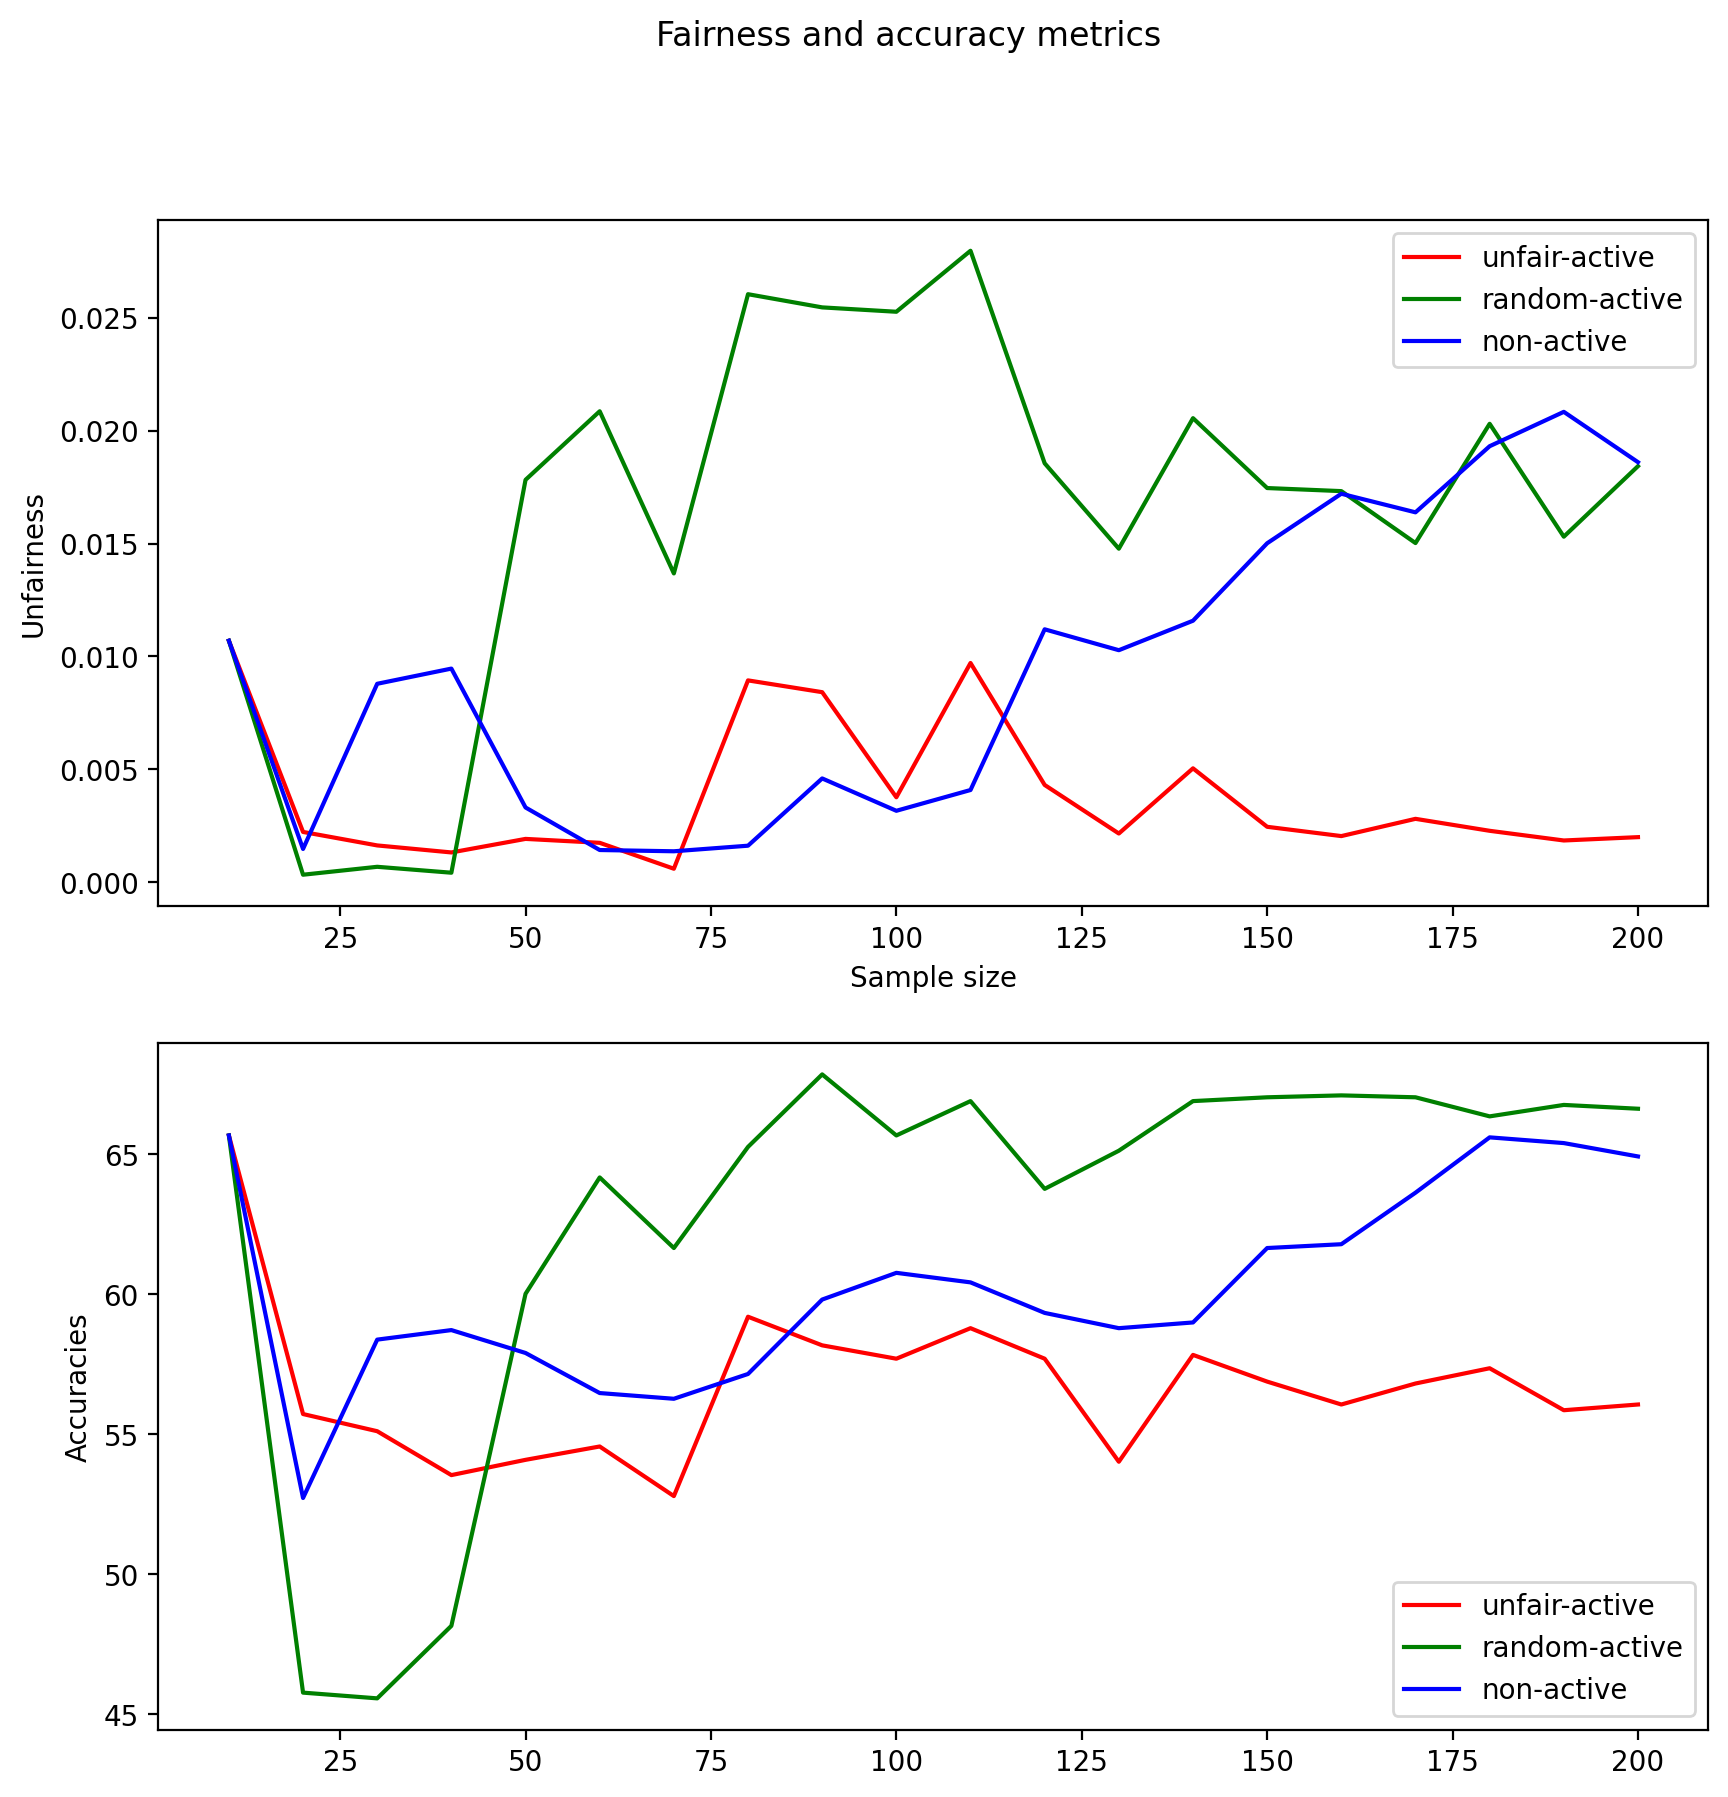 Fairness and accuracy metrics
unfair-active
random-active
non-active
0.025
0.020
0.015
0.010
0.005
0.000
Unfairness
25 50 75 100 125 150 175 200
Sample size
65
60
55
50
45
Accuracies
unfair-active
random-active
non-active
25 50 75 100 125 150 175 200